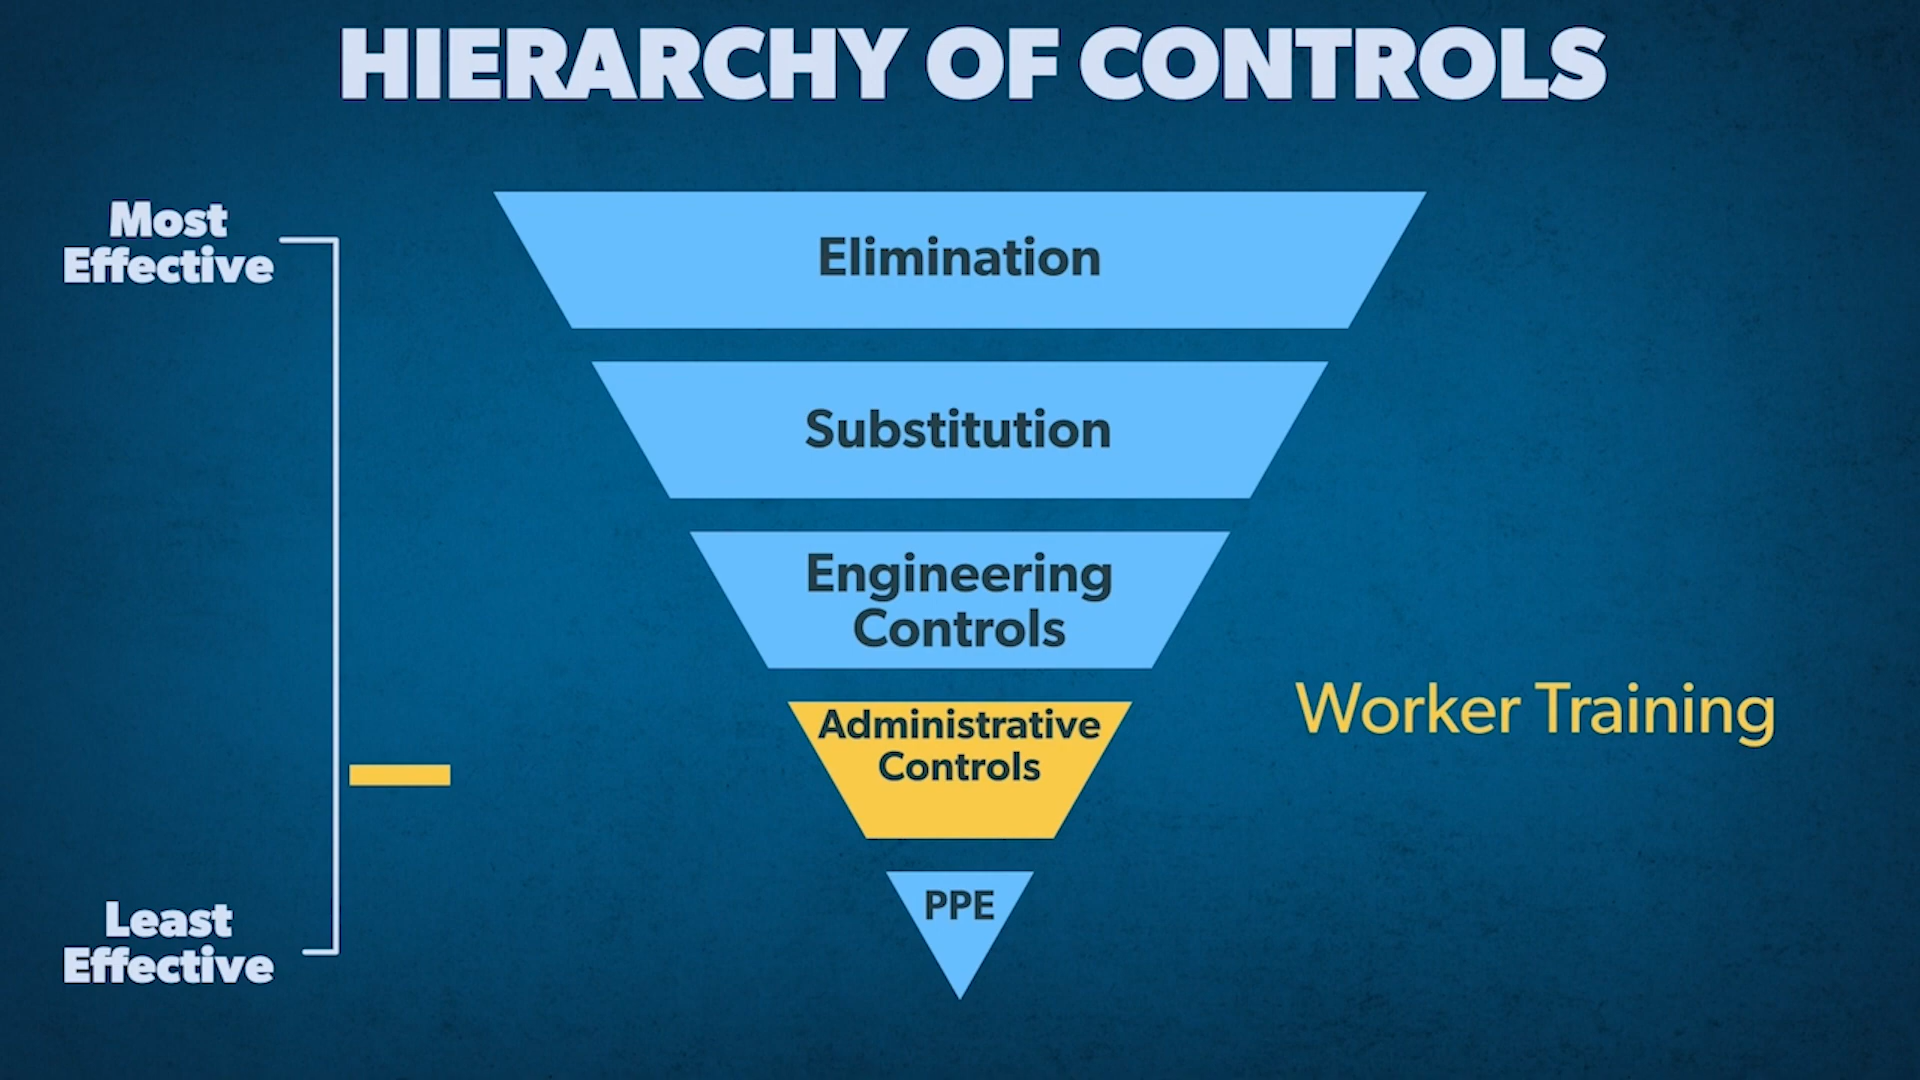 HIERARCHY OF CONTROLS
Most
Effective
Elimination
Substitution
Engineering
Controls
Administrative
Controls
Worker Training
PPE
Least
Effective